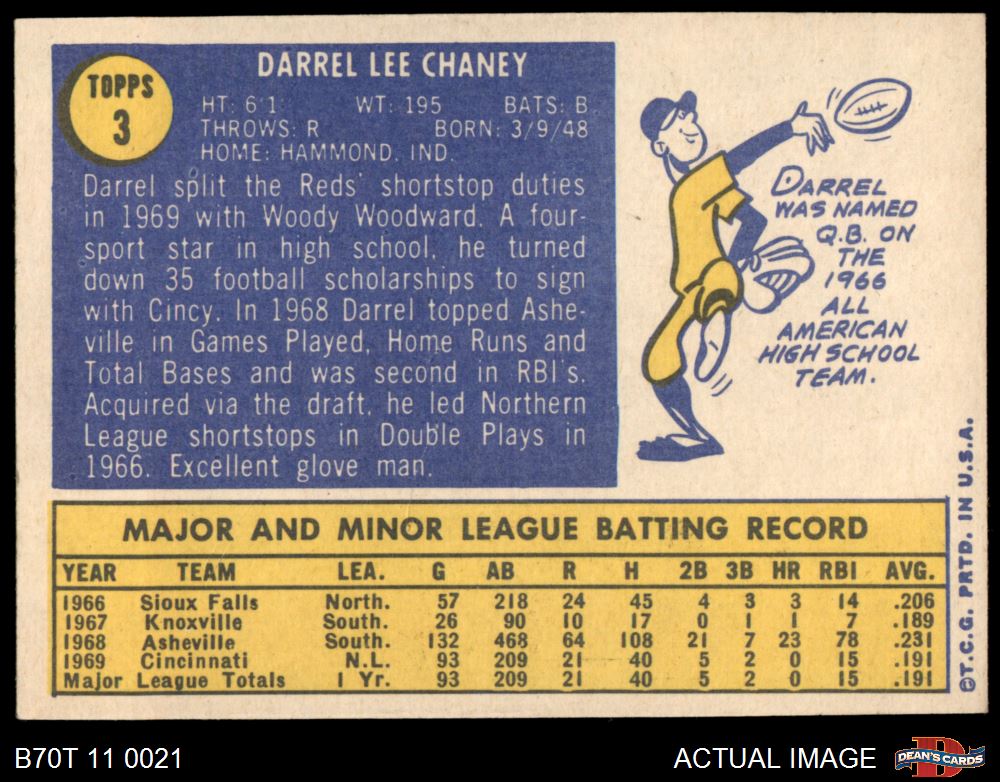 TOPPS
3
DARREL LEE CHANEY
HT: 6'1 WT: 195 BATS: B
THROWS: R BORN: 3/9/48
HOME: HAMMOND, IND.
Darrel split the Reds' shortstop duties
in 1969 with Woody Woodward. A four-
sport star in high school, he turned
down 35 football scholarships to sign
with Cincy. In 1968 Darrel topped Ashe-
ville in Games Played, Home Runs and
Total Bases and was second in RBI's.
Acquired via the draft, he led Northern
League shortstops in Double Plays in
1966. Excellent glove man.
DARREL
WAS NAMED
Q.B. ON
THE
1966
ALL
AMERICAN
HIGH SCHOOL
TEAM.
MAJOR AND MINOR LEAGUE BATTING RECORD
YEAR TEAM LEA. G AB R H 2B 3B HR RBI AVG.
1966 Sioux Falls North. 57 218 24 45 4 3 3 14 .206
1967 Knoxville South. 26 90 10 17 0 1 1 7 .189
1968 Asheville South. 132 468 64 108 21 7 23 78 .231
1969 Cincinnati N.L. 93 209 21 40 5 2 0 15 .191
Major League Totals 1 Yr. 93 209 21 40 5 2 0 15 .191
©T.C.G. PRTD. IN U.S.A.
B70T 11 0021
ACTUAL IMAGE
D
DEAN'S CARDS